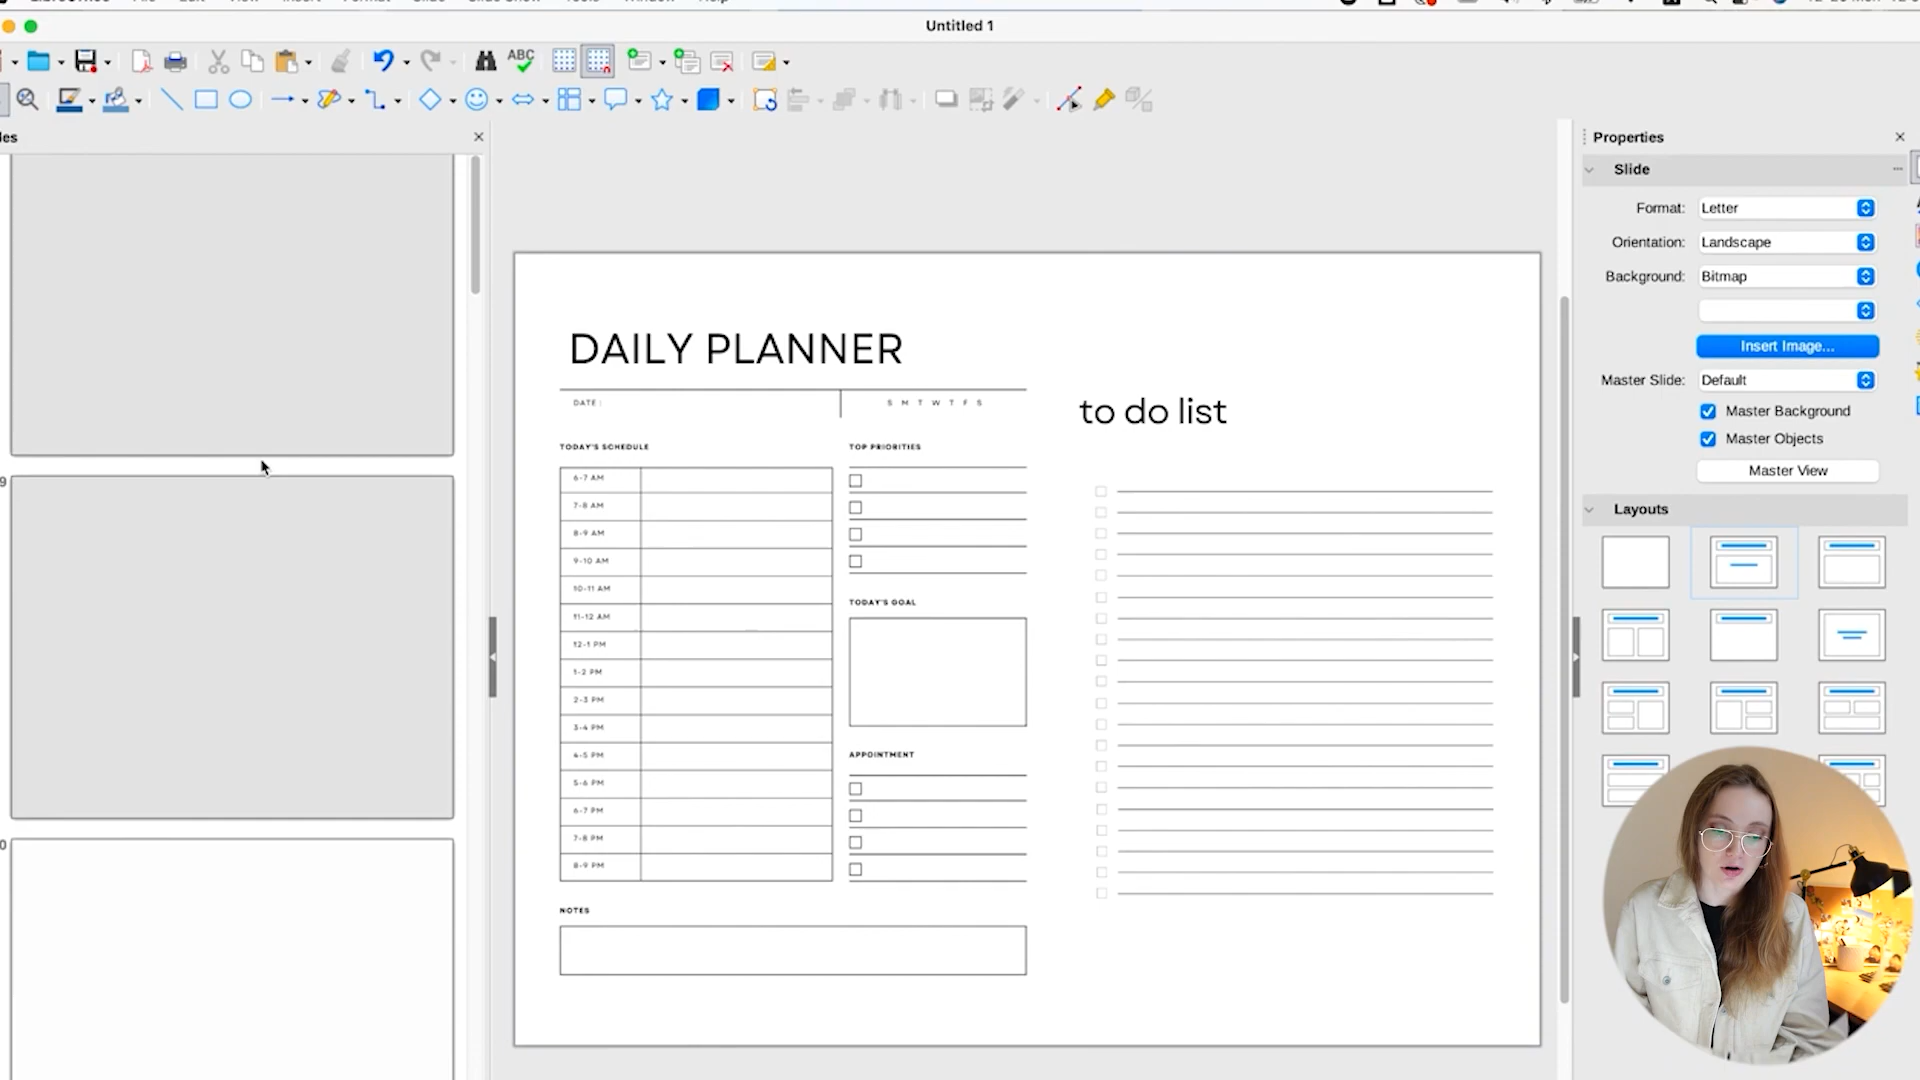 Untitled 1
ABC
Properties
Slide
Format: Letter
Orientation: Landscape
Background: Bitmap
Insert Image...
Master Slide: Default
Master Background
Master Objects
Master View
Layouts
9
DAILY PLANNER
DATE:
S M T W T F S
TODAY'S SCHEDULE
6-7 AM
7-8 AM
8-9 AM
9-10 AM
10-11 AM
11-12 AM
12-1 PM
1-2 PM
2-3 PM
3-4 PM
4-5 PM
5-6 PM
6-7 PM
7-8 PM
8-9 PM
TOP PRIORITIES
TODAY'S GOAL
APPOINTMENT
NOTES
to do list